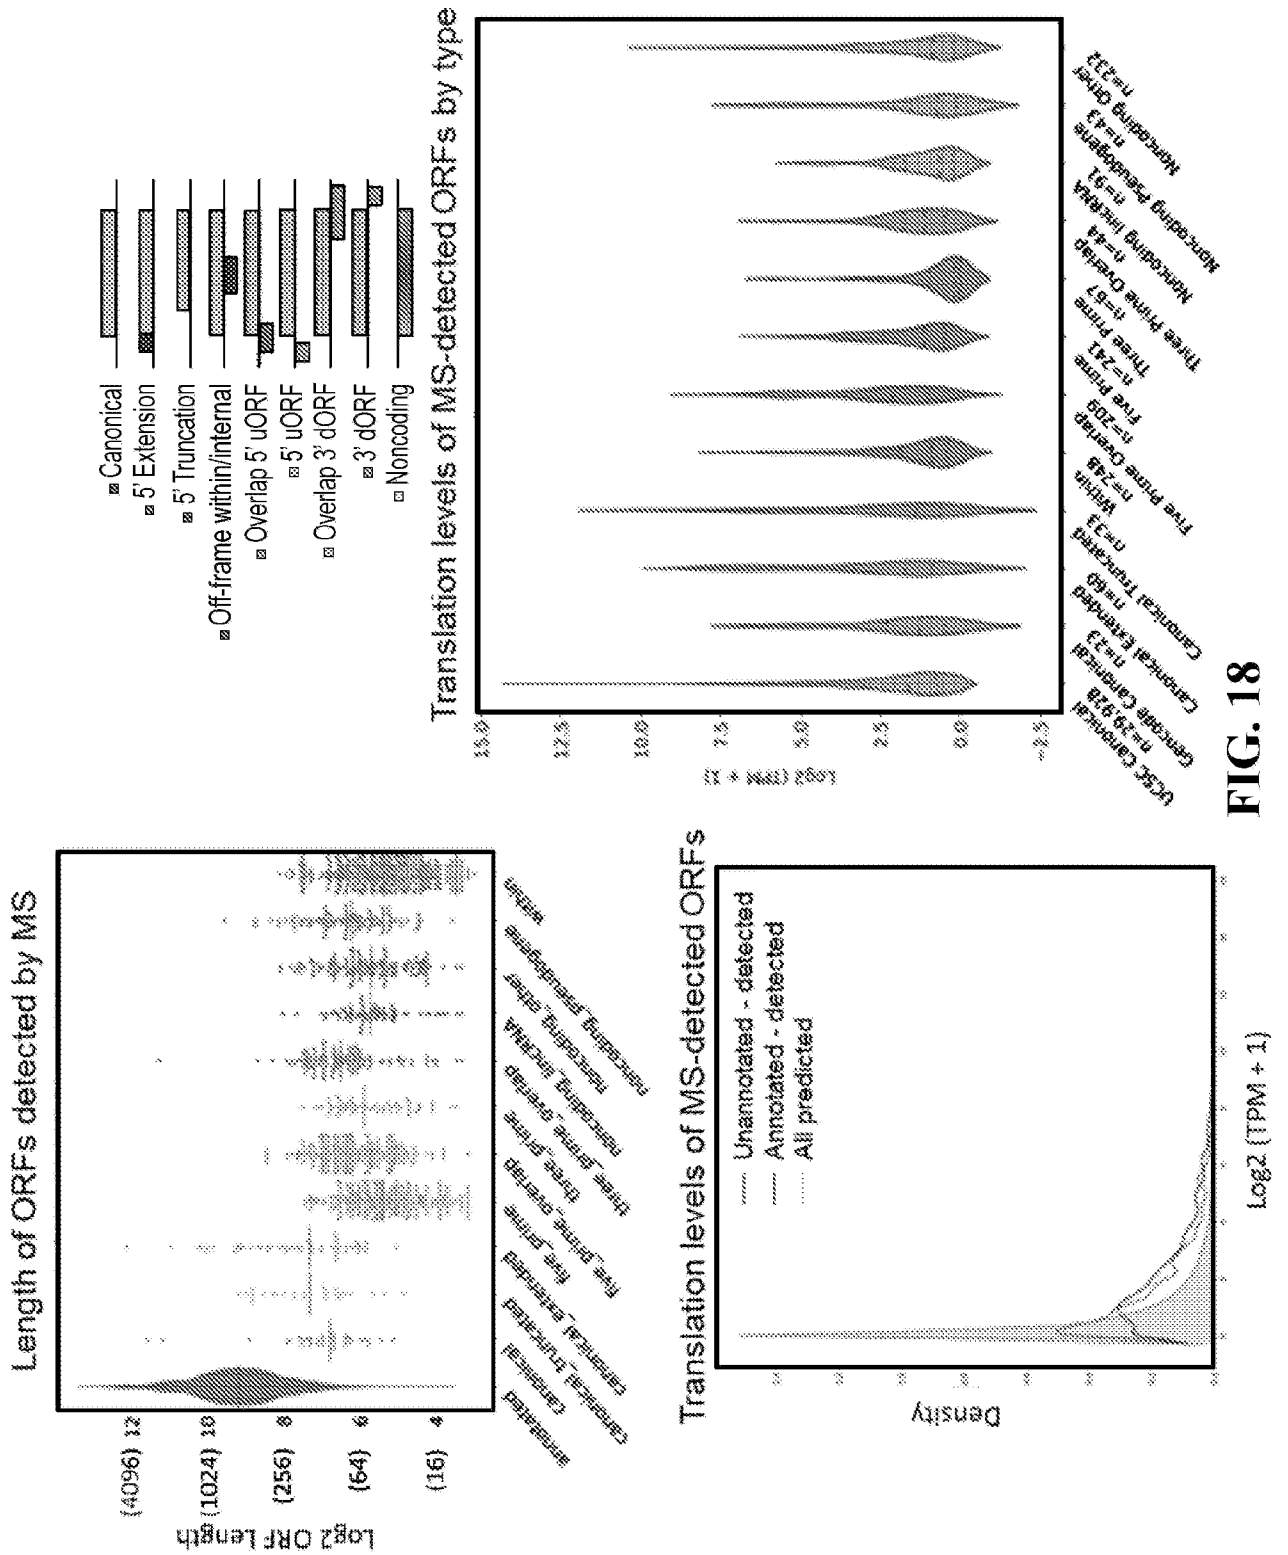 Length of ORFs detected by MS
Log2 ORF Length
(4096) 12
(1024) 10
(256) 8
(64) 6
(16) 4
annotated
canonical
canonical_truncated
canonical_extended
five_prime
five_prime_overlap
three_prime
three_prime_overlap
noncoding_lincRNA
noncoding_other
noncoding_pseudogene
within
Canonical
5' Extension
5' Truncation
Off-frame within/internal
Overlap 5' uORF
5' uORF
Overlap 3' dORF
3' dORF
Noncoding
Translation levels of MS-detected ORFs
Unannotated - detected
Annotated - detected
All predicted
Density
Log2 (TPM + 1)
Translation levels of MS-detected ORFs by type
Log2 (TPM + 1)
15.0
12.5
10.0
7.5
5.0
2.5
0.0
-2.5
UCSC Canonical
n=29,928
Gencode Canonical
n=33
Canonical Extended
n=60
Canonical Truncated
n=33
Within
n=248
Five Prime Overlap
n=209
Five Prime
n=241
Three Prime
n=67
Three Prime Overlap
n=44
Noncoding lincRNA
n=91
Noncoding Pseudogene
n=43
Noncoding Other
n=232
FIG. 18